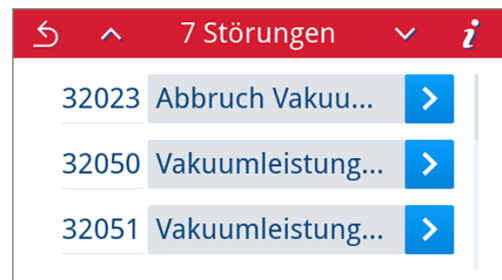 7 Störungen i
32023 Abbruch Vakuu...
32050 Vakuumleistung...
32051 Vakuumleistung...